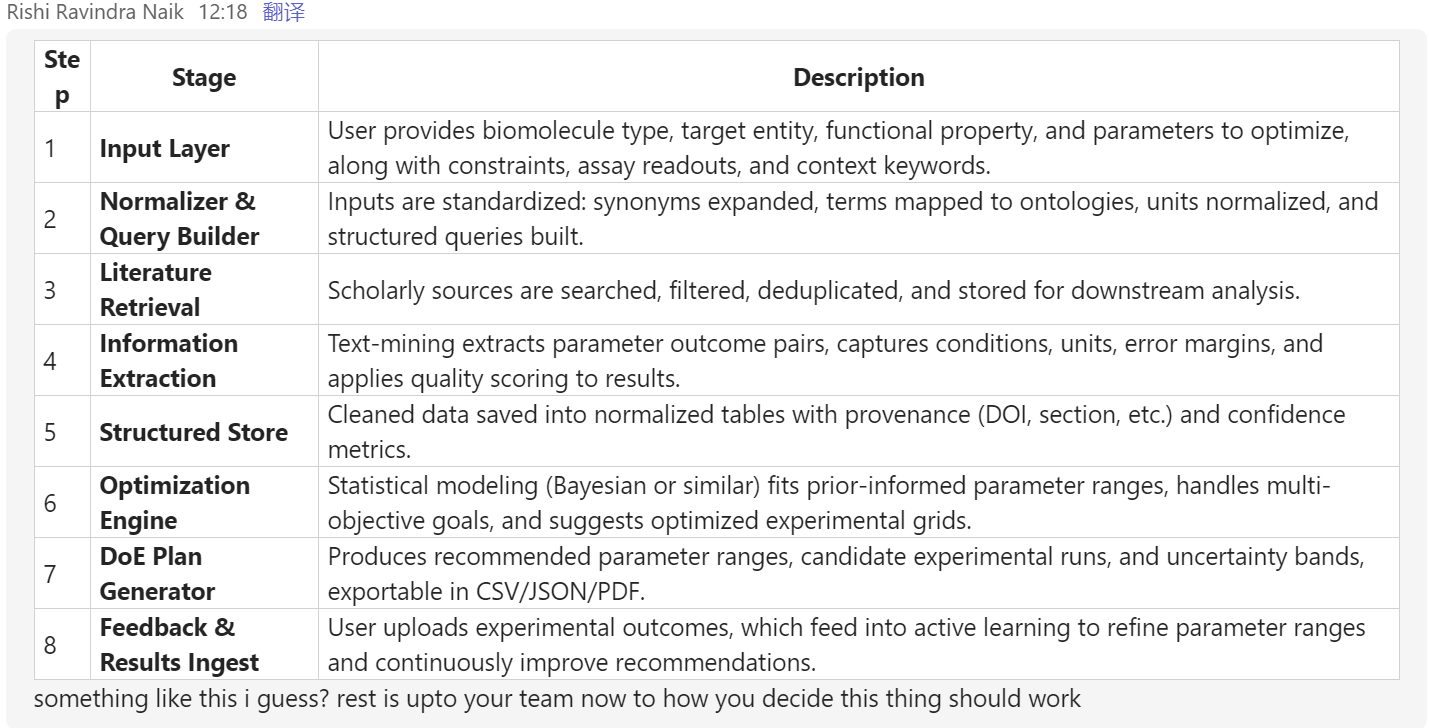 Rishi Ravindra Naik 12:18 翻译
Ste
p
Stage
Description
1
Input Layer
User provides biomolecule type, target entity, functional property, and parameters to optimize,
along with constraints, assay readouts, and context keywords.
2
Normalizer &
Query Builder
Inputs are standardized: synonyms expanded, terms mapped to ontologies, units normalized, and
structured queries built.
3
Literature
Retrieval
Scholarly sources are searched, filtered, deduplicated, and stored for downstream analysis.
4
Information
Extraction
Text-mining extracts parameter outcome pairs, captures conditions, units, error margins, and
applies quality scoring to results.
5
Structured Store
Cleaned data saved into normalized tables with provenance (DOI, section, etc.) and confidence
metrics.
6
Optimization
Engine
Statistical modeling (Bayesian or similar) fits prior-informed parameter ranges, handles multi-
objective goals, and suggests optimized experimental grids.
7
DoE Plan
Generator
Produces recommended parameter ranges, candidate experimental runs, and uncertainty bands,
exportable in CSV/JSON/PDF.
8
Feedback &
Results Ingest
User uploads experimental outcomes, which feed into active learning to refine parameter ranges
and continuously improve recommendations.
something like this i guess? rest is upto your team now to how you decide this thing should work